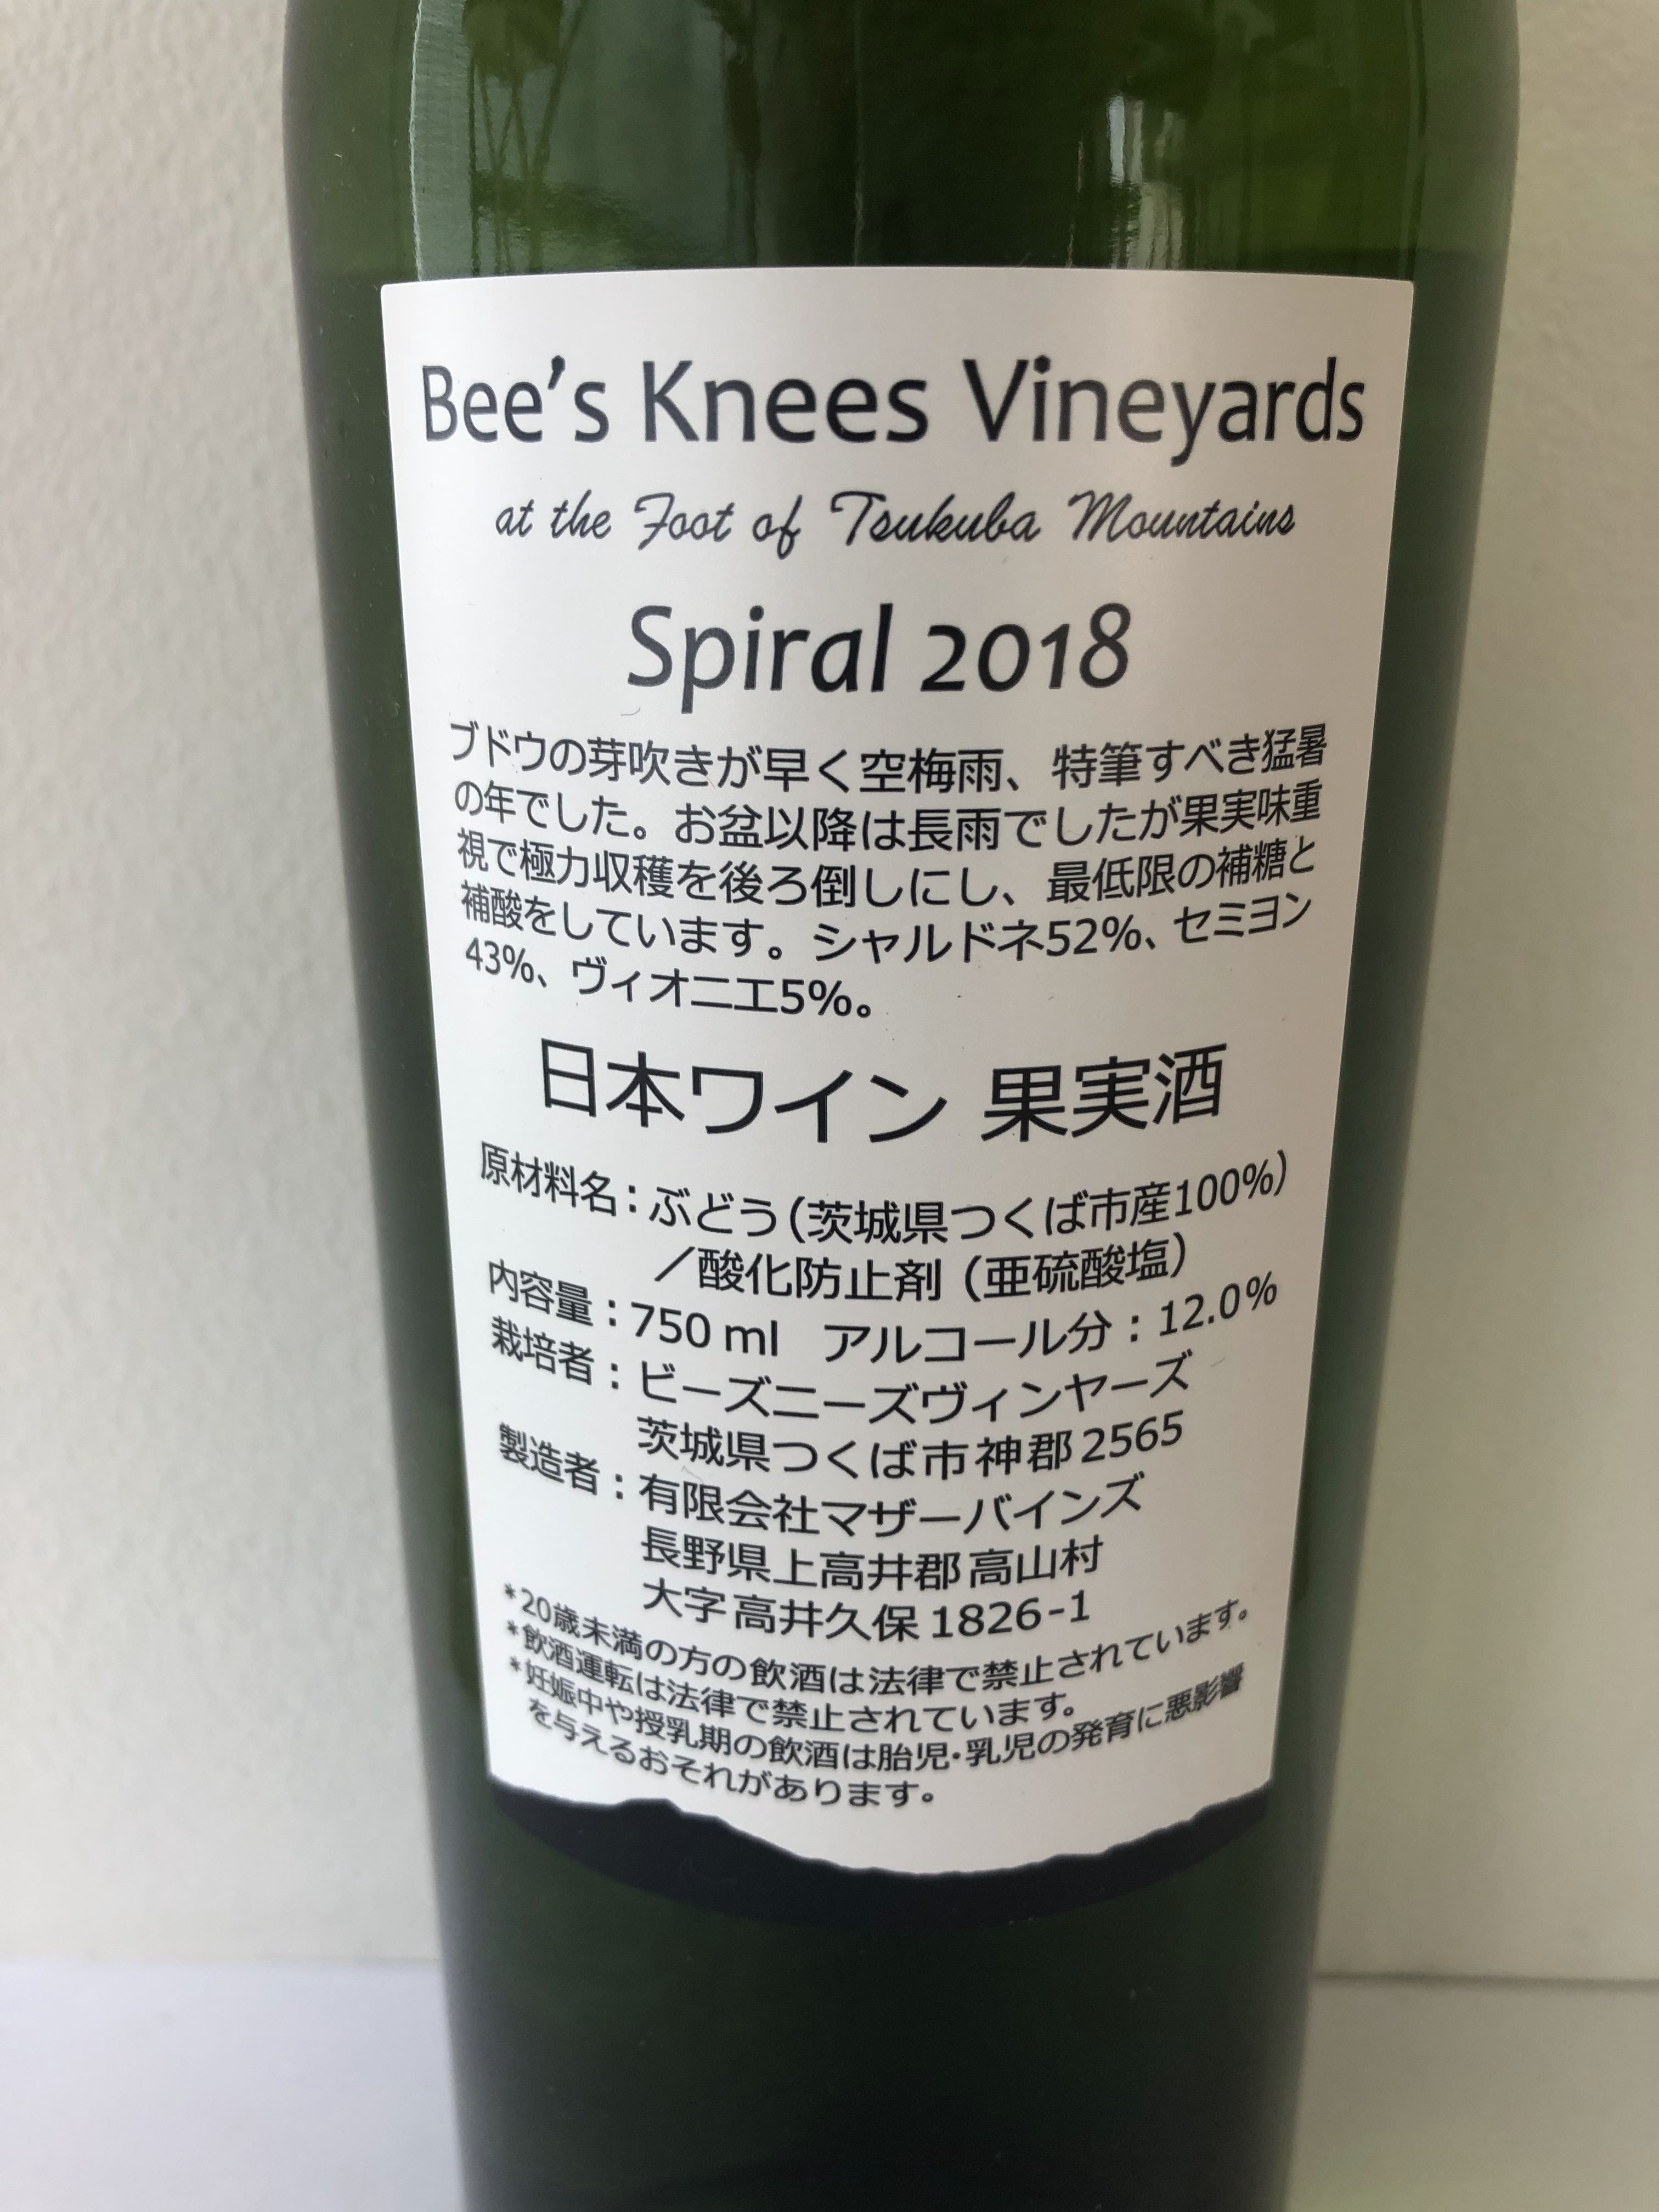 Bee's Knees Vineyards
at the Foot of Tsukuba Mountains
Spiral 2018
ブドウの芽吹きが早く空梅雨、特筆すべき猛暑
の年でした。お盆以降は長雨でしたが果実味重
視で極力収穫を後ろ倒しにし、最低限の補糖と
補酸をしています。シャルドネ52%、セミヨン
43%、ヴィオニエ5%。
日本ワイン 果実酒
原材料名：ぶどう（茨城県つくば市産100%）
／酸化防止剤（亜硫酸塩）
内容量：750 ml アルコール分：12.0%
栽培者：ビーズニーズヴィンヤーズ
茨城県つくば市神郡2565
製造者：有限会社マザーバインズ
長野県上高井郡高山村
大字高井久保1826-1
*20歳未満の方の飲酒は法律で禁止されています。
*飲酒運転は法律で禁止されています。
*妊娠中や授乳期の飲酒は胎児・乳児の発育に悪影響
を与えるおそれがあります。